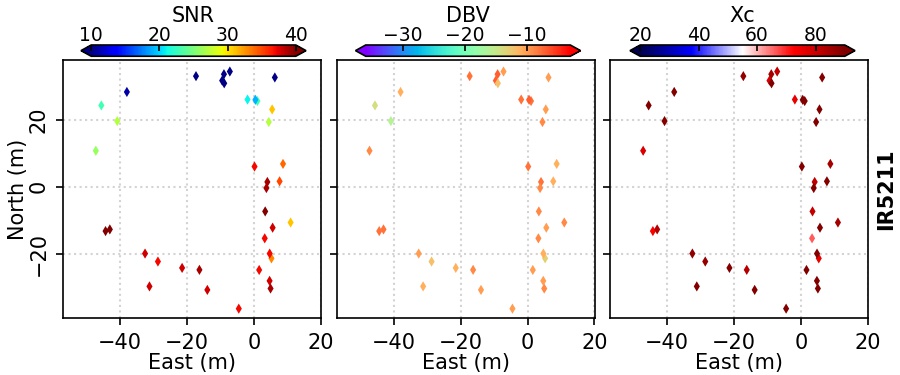 SNR DBV Xc
10 20 30 40 −30 −20 −10 20 40 60 80
20
0
−20
North (m)
−40 −20 0 20 −40 −20 0 20 −40 −20 0 20
East (m) East (m) East (m)
IR5211